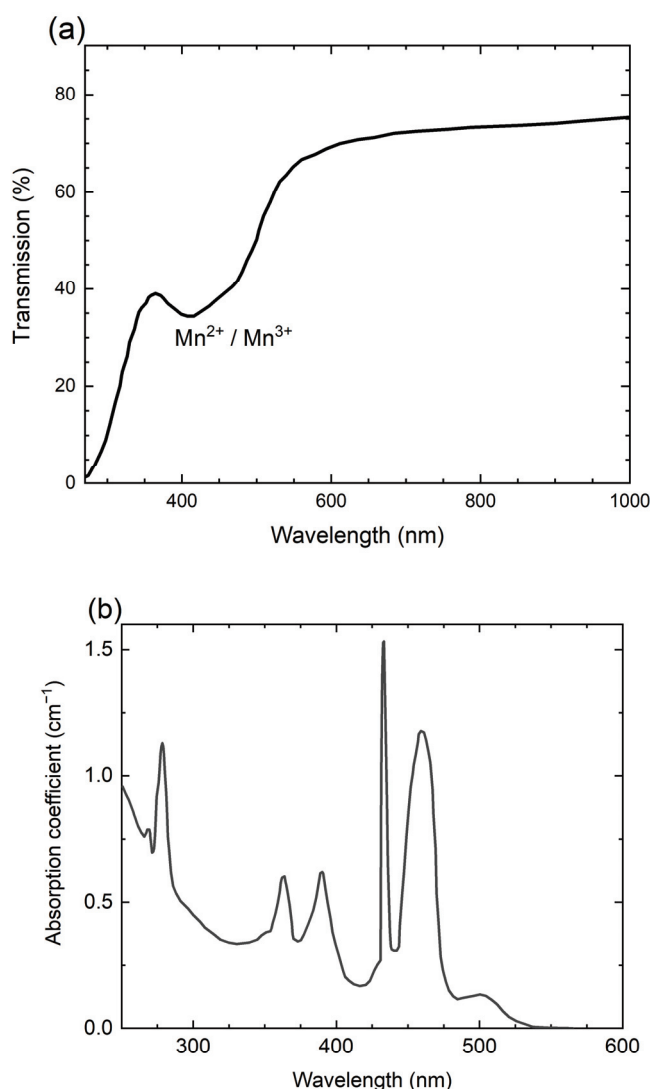 (a)
80
60
40
20
0
Transmission (%)
Mn²⁺ / Mn³⁺
400
600
800
1000
Wavelength (nm)
(b)
1.5
1.0
0.5
0.0
Absorption coefficient (cm⁻¹)
300
400
500
600
Wavelength (nm)